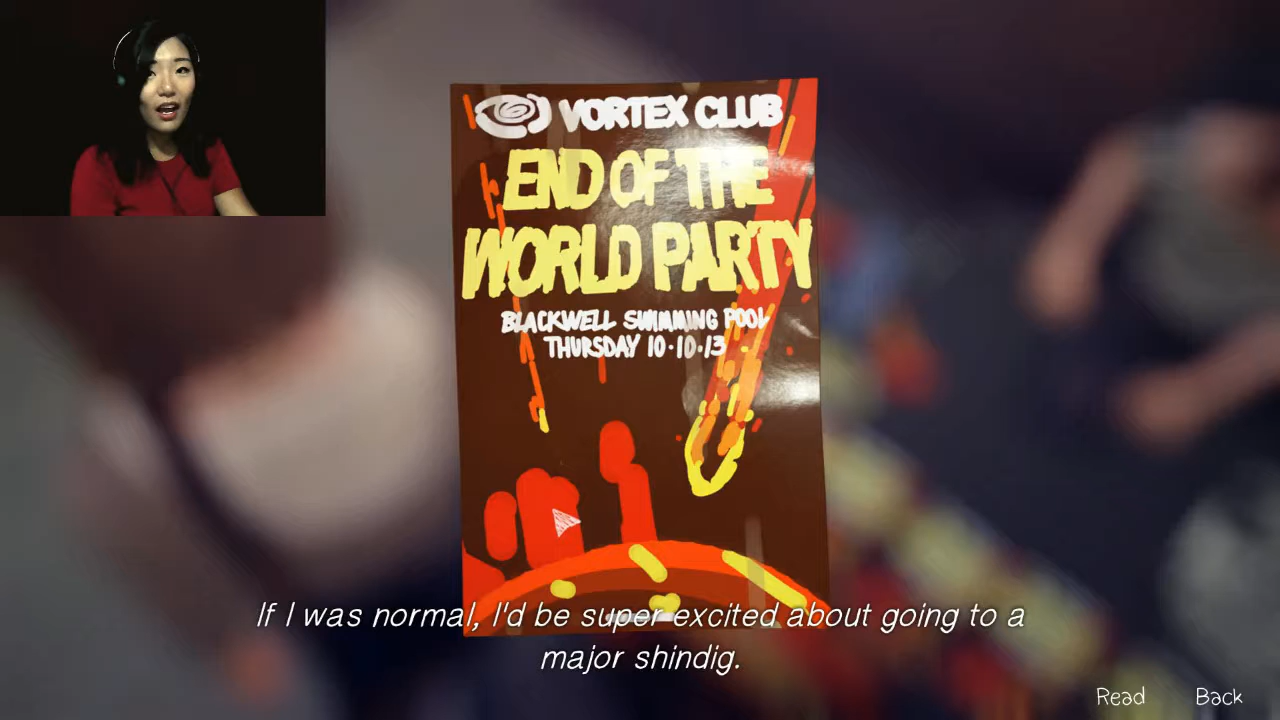 VORTEX CLUB
END OF THE
WORLD PARTY
BLACKWELL SWIMMING POOL
THURSDAY 10·10·13
If I was normal, I'd be super excited about going to a
major shindig.
Read Back